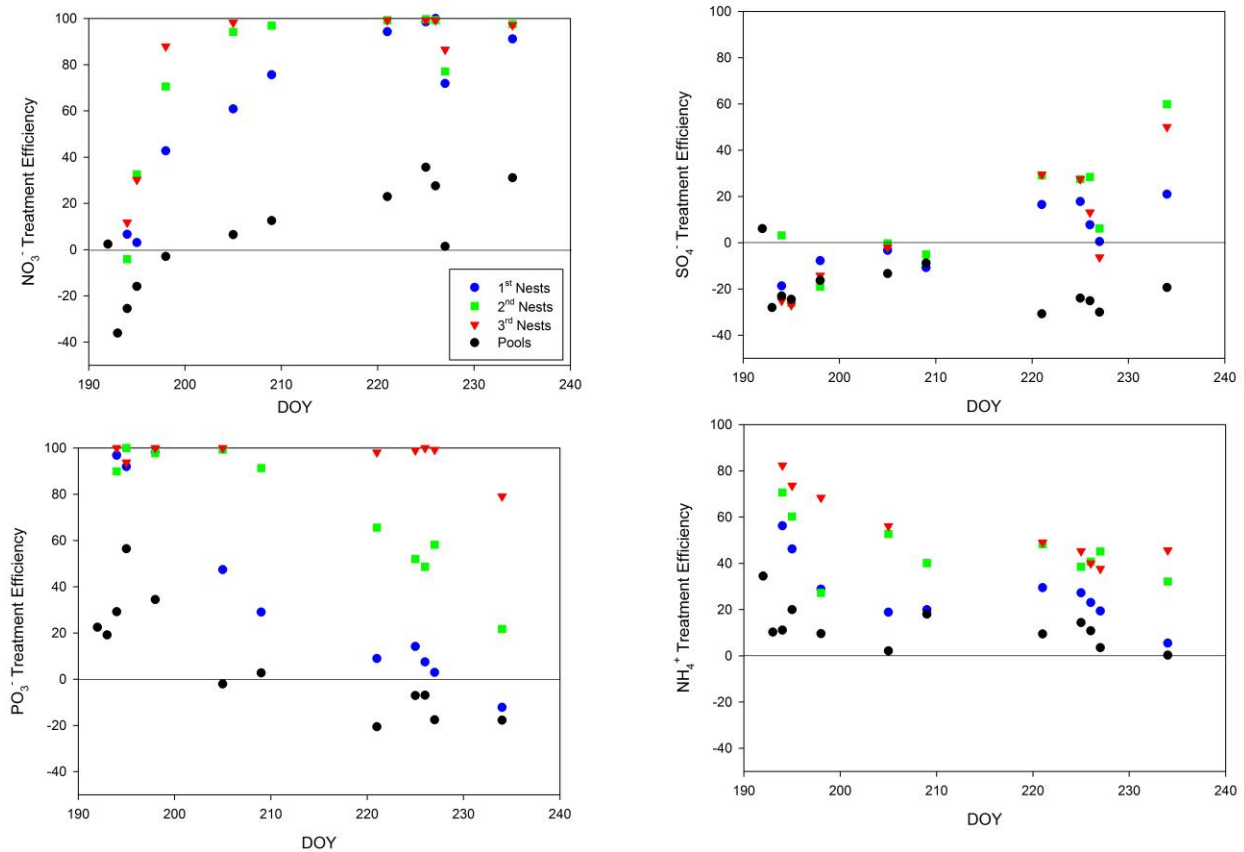 NO₃⁻ Treatment Efficiency
100
80
60
40
20
0
-20
-40
190 200 210 220 230 240
DOY
1ˢᵗ Nests
2ⁿᵈ Nests
3ʳᵈ Nests
Pools
SO₄⁻ Treatment Efficiency
100
80
60
40
20
0
-20
-40
190 200 210 220 230 240
DOY
PO₃⁻ Treatment Efficiency
100
80
60
40
20
0
-20
-40
190 200 210 220 230 240
DOY
NH₄⁺ Treatment Efficiency
100
80
60
40
20
0
-20
-40
190 200 210 220 230 240
DOY